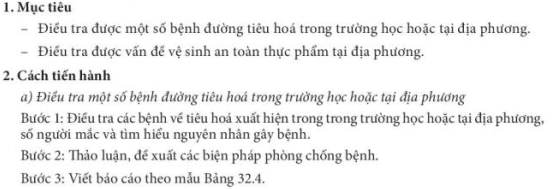 1. Mục tiêu
– Điều tra được một số bệnh đường tiêu hoá trong trường học hoặc tại địa phương.
– Điều tra được vấn đề vệ sinh an toàn thực phẩm tại địa phương.
2. Cách tiến hành
a) Điều tra một số bệnh đường tiêu hoá trong trường học hoặc tại địa phương
Bước 1: Điều tra các bệnh về tiêu hoá xuất hiện trong trong trường học hoặc tại địa phương,
số người mắc và tìm hiểu nguyên nhân gây bệnh.
Bước 2: Thảo luận, đề xuất các biện pháp phòng chống bệnh.
Bước 3: Viết báo cáo theo mẫu Bảng 32.4.